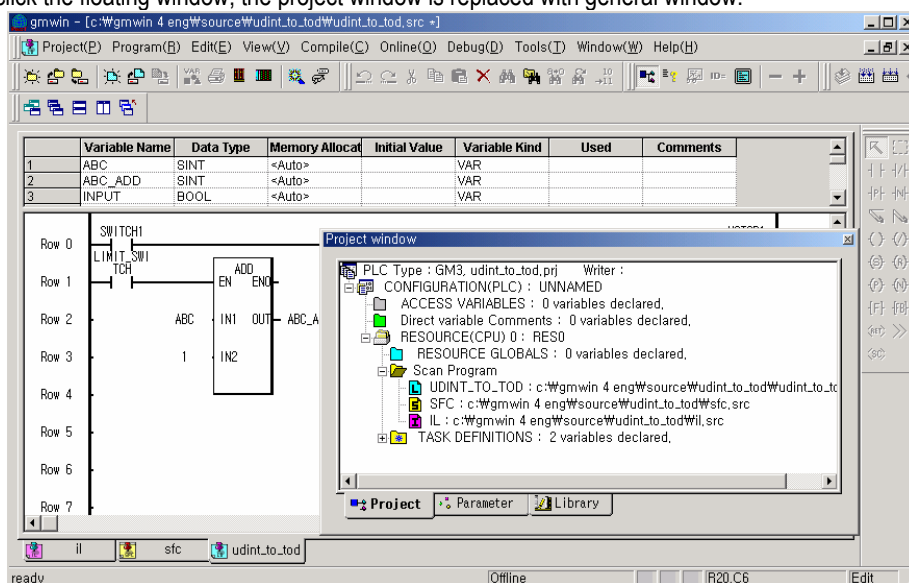 click the floating window, the project window is replaced with general window.
gmwin - [c:₩gmwin 4 eng₩source₩udint_to_tod₩udint_to_tod,src *]
Project(P) Program(R) Edit(E) View(V) Compile(C) Online(O) Debug(D) Tools(T) Window(W) Help(H)
Variable Name Data Type Memory Allocat Initial Value Variable Kind Used Comments
1 ABC SINT <Auto> VAR
2 ABC_ADD SINT <Auto> VAR
3 INPUT BOOL <Auto> VAR
Row 0 SWITCH1
Row 1 LIMIT_SWI
TCH
ADD
EN ENO
Row 2 ABC IN1 OUT ABC_A
Row 3 1 IN2
Row 4
Row 5
Row 6
Row 7
Project window
PLC Type : GM3, udint_to_tod,prj Writer :
CONFIGURATION(PLC) : UNNAMED
ACCESS VARIABLES : 0 variables declared,
Direct variable Comments : 0 variables declared,
RESOURCE(CPU) 0 : RES0
RESOURCE GLOBALS : 0 variables declared,
Scan Program
UDINT_TO_TOD : c:₩gmwin 4 eng₩source₩udint_to_tod₩udint_to_to
SFC : c:₩gmwin 4 eng₩source₩udint_to_tod₩sfc,src
IL : c:₩gmwin 4 eng₩source₩udint_to_tod₩il,src
TASK DEFINITIONS : 2 variables declared,
Project Parameter Library
il sfc udint_to_tod
ready Offline R20,C6 Edit